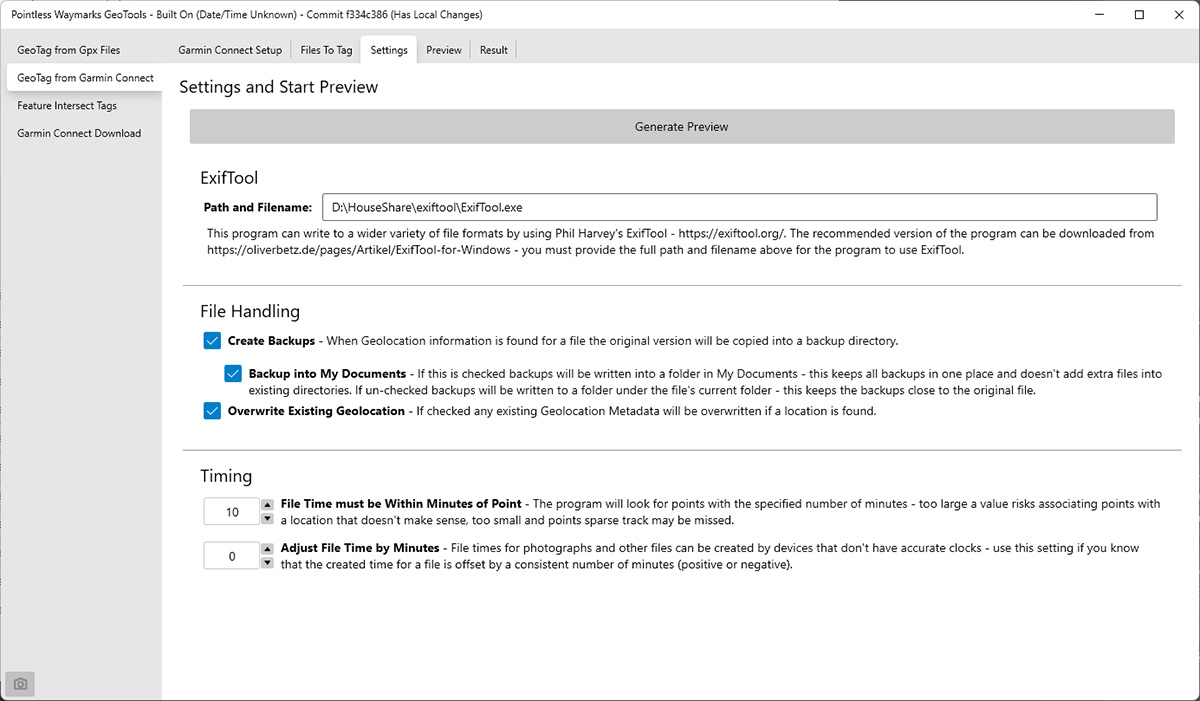 Pointless Waymarks GeoTools - Built On (Date/Time Unknown) - Commit f334c386 (Has Local Changes)
GeoTag from Gpx Files
GeoTag from Garmin Connect
Feature Intersect Tags
Garmin Connect Download
Garmin Connect Setup
Files To Tag
Settings
Preview
Result
Settings and Start Preview
Generate Preview
ExifTool
Path and Filename: D:\HouseShare\exiftool\ExifTool.exe
This program can write to a wider variety of file formats by using Phil Harvey's ExifTool - https://exiftool.org/. The recommended version of the program can be downloaded from
https://oliverbetz.de/pages/Artikel/ExifTool-for-Windows - you must provide the full path and filename above for the program to use ExifTool.
File Handling
Create Backups - When Geolocation information is found for a file the original version will be copied into a backup directory.
Backup into My Documents - If this is checked backups will be written into a folder in My Documents - this keeps all backups in one place and doesn't add extra files into
existing directories. If un-checked backups will be written to a folder under the file's current folder - this keeps the backups close to the original file.
Overwrite Existing Geolocation - If checked any existing Geolocation Metadata will be overwritten if a location is found.
Timing
10
File Time must be Within Minutes of Point - The program will look for points with the specified number of minutes - too large a value risks associating points with
a location that doesn't make sense, too small and points sparse track may be missed.
0
Adjust File Time by Minutes - File times for photographs and other files can be created by devices that don't have accurate clocks - use this setting if you know
that the created time for a file is offset by a consistent number of minutes (positive or negative).